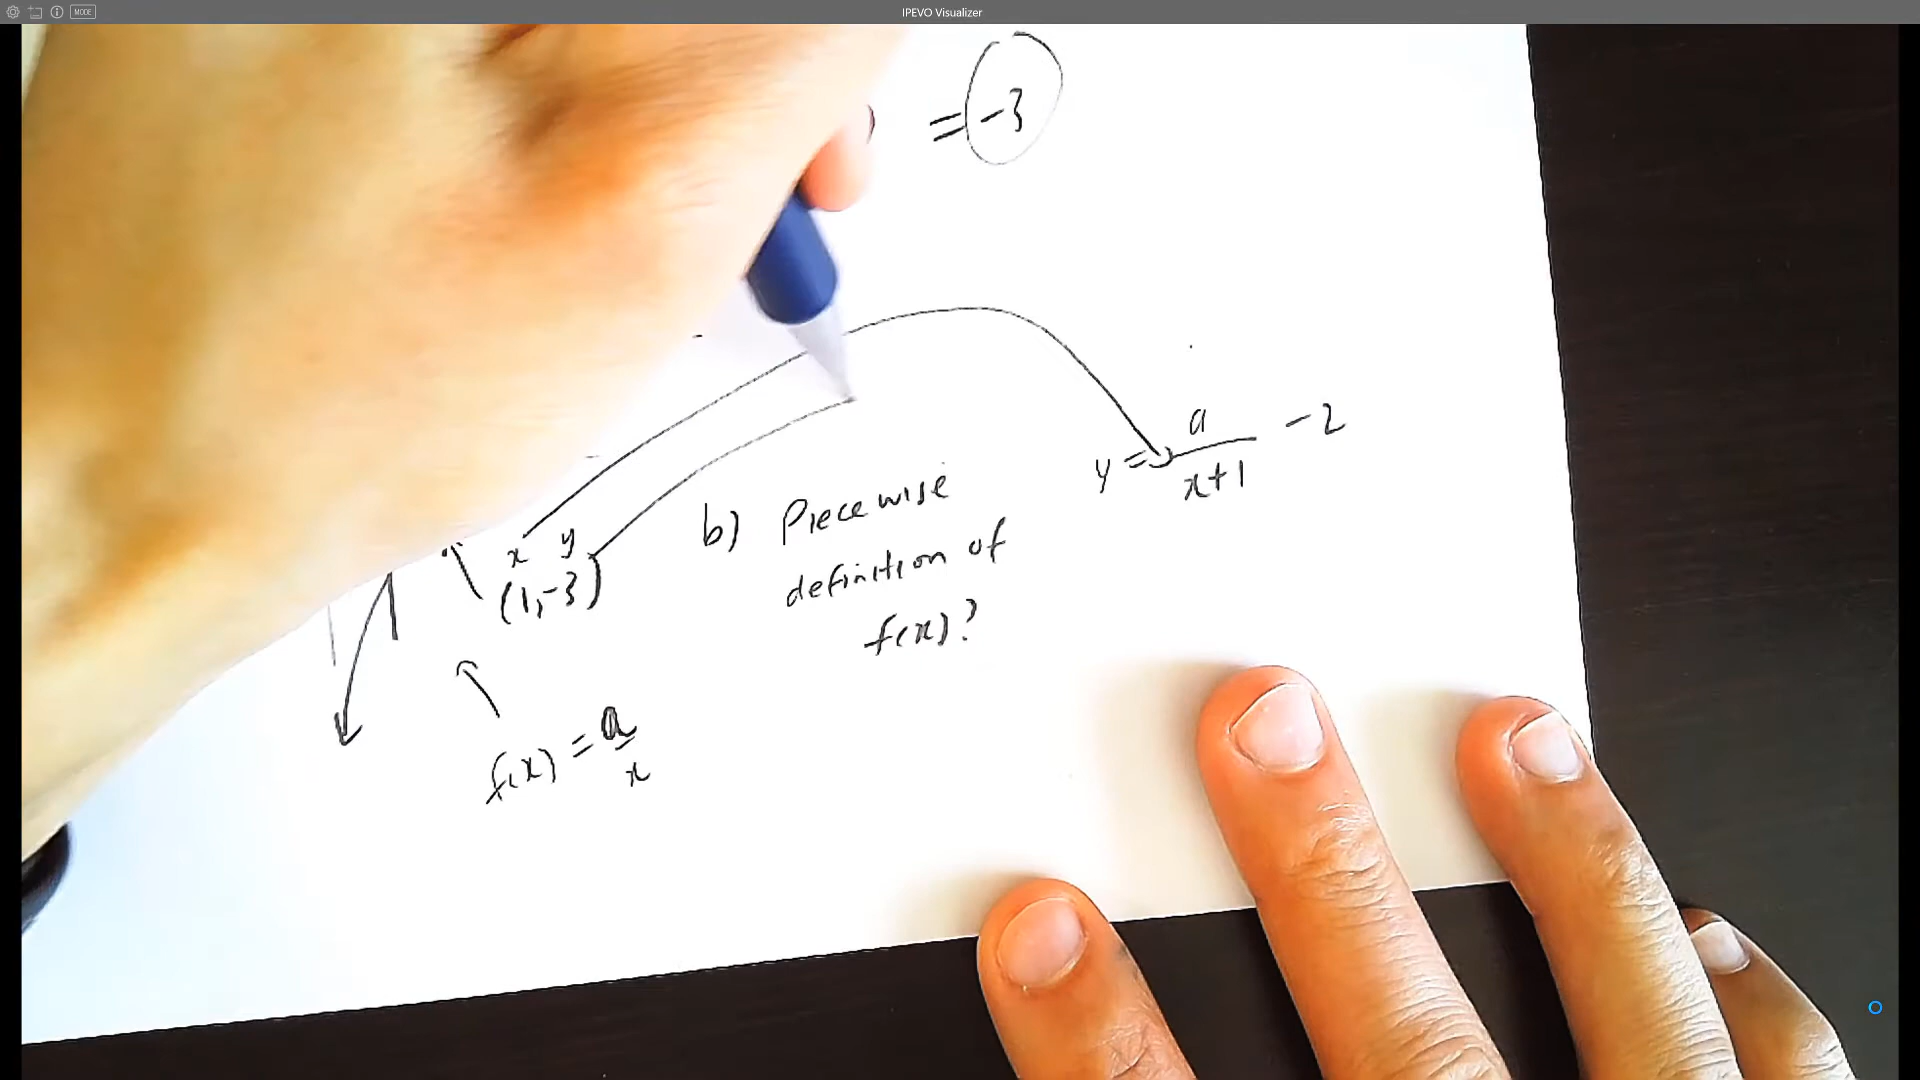 MODE
IPEVO Visualizer
= -3
y = a/(x+1) - 2
x y
(1,-3)
b) Piecewise
definition of
f(x)?
f(x) = a/x